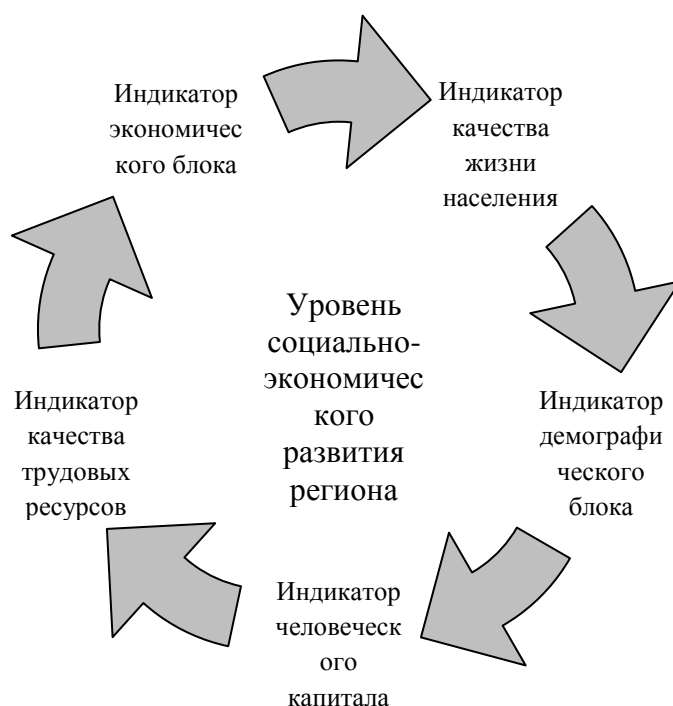 Индикатор
экономичес
кого блока
Индикатор
качества
жизни
населения
Уровень
социально-
экономичес
кого
развития
региона
Индикатор
качества
трудовых
ресурсов
Индикатор
демографи
ческого
блока
Индикатор
человеческ
ого
капитала